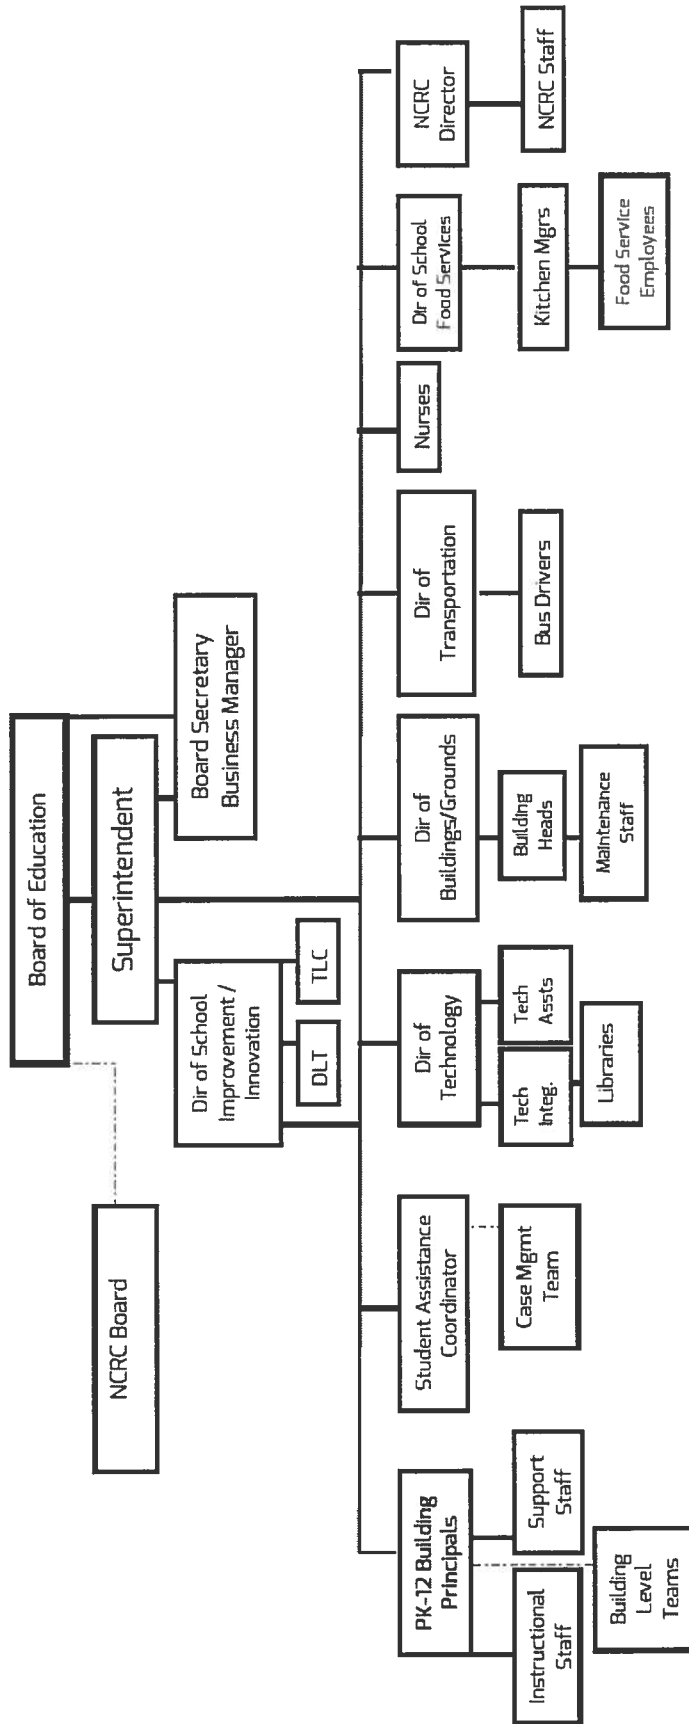 Board of Education
NCRC Board
Superintendent
Dir of School
Improvement /
Innovation
Board Secretary
Business Manager
DLT
TLC
PK-12 Building
Principals
Student Assistance
Coordinator
Dir of
Technology
Dir of
Buildings/Grounds
Dir of
Transportation
Nurses
Dir of School
Food Services
NCRC
Director
Instructional
Staff
Support
Staff
Building
Level
Teams
Case Mgmt
Team
Tech
Integ.
Tech
Assts
Libraries
Building
Heads
Maintenance
Staff
Bus Drivers
Kitchen Mgrs
Food Service
Employees
NCRC Staff